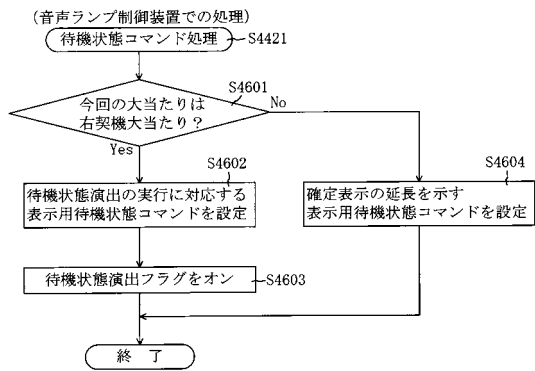 (音声ランプ制御装置での処理)
待機状態コマンド処理
S4421
S4601
今回の大当たりは
右契機大当たり?
No
Yes
S4602
待機状態演出の実行に対応する
表示用待機状態コマンドを設定
S4604
確定表示の延長を示す
表示用待機状態コマンドを設定
待機状態演出フラグをオン
S4603
終 了